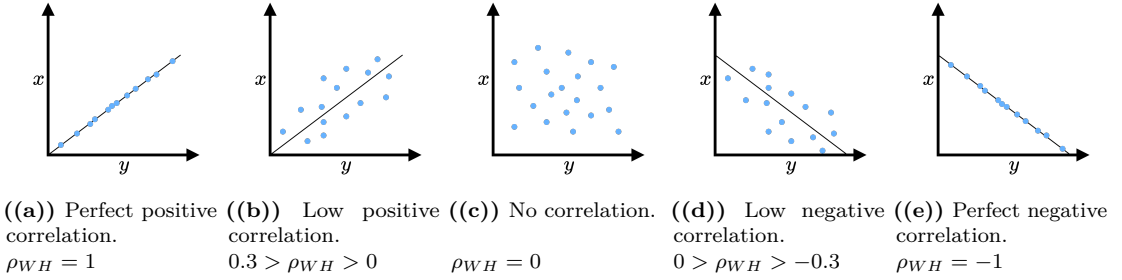 x
y
x
y
x
y
x
y
x
y
((a)) Perfect positive
correlation.
ρWH = 1
((b)) Low positive
correlation.
0.3 > ρWH > 0
((c)) No correlation.
ρWH = 0
((d)) Low negative
correlation.
0 > ρWH > −0.3
((e)) Perfect negative
correlation.
ρWH = −1